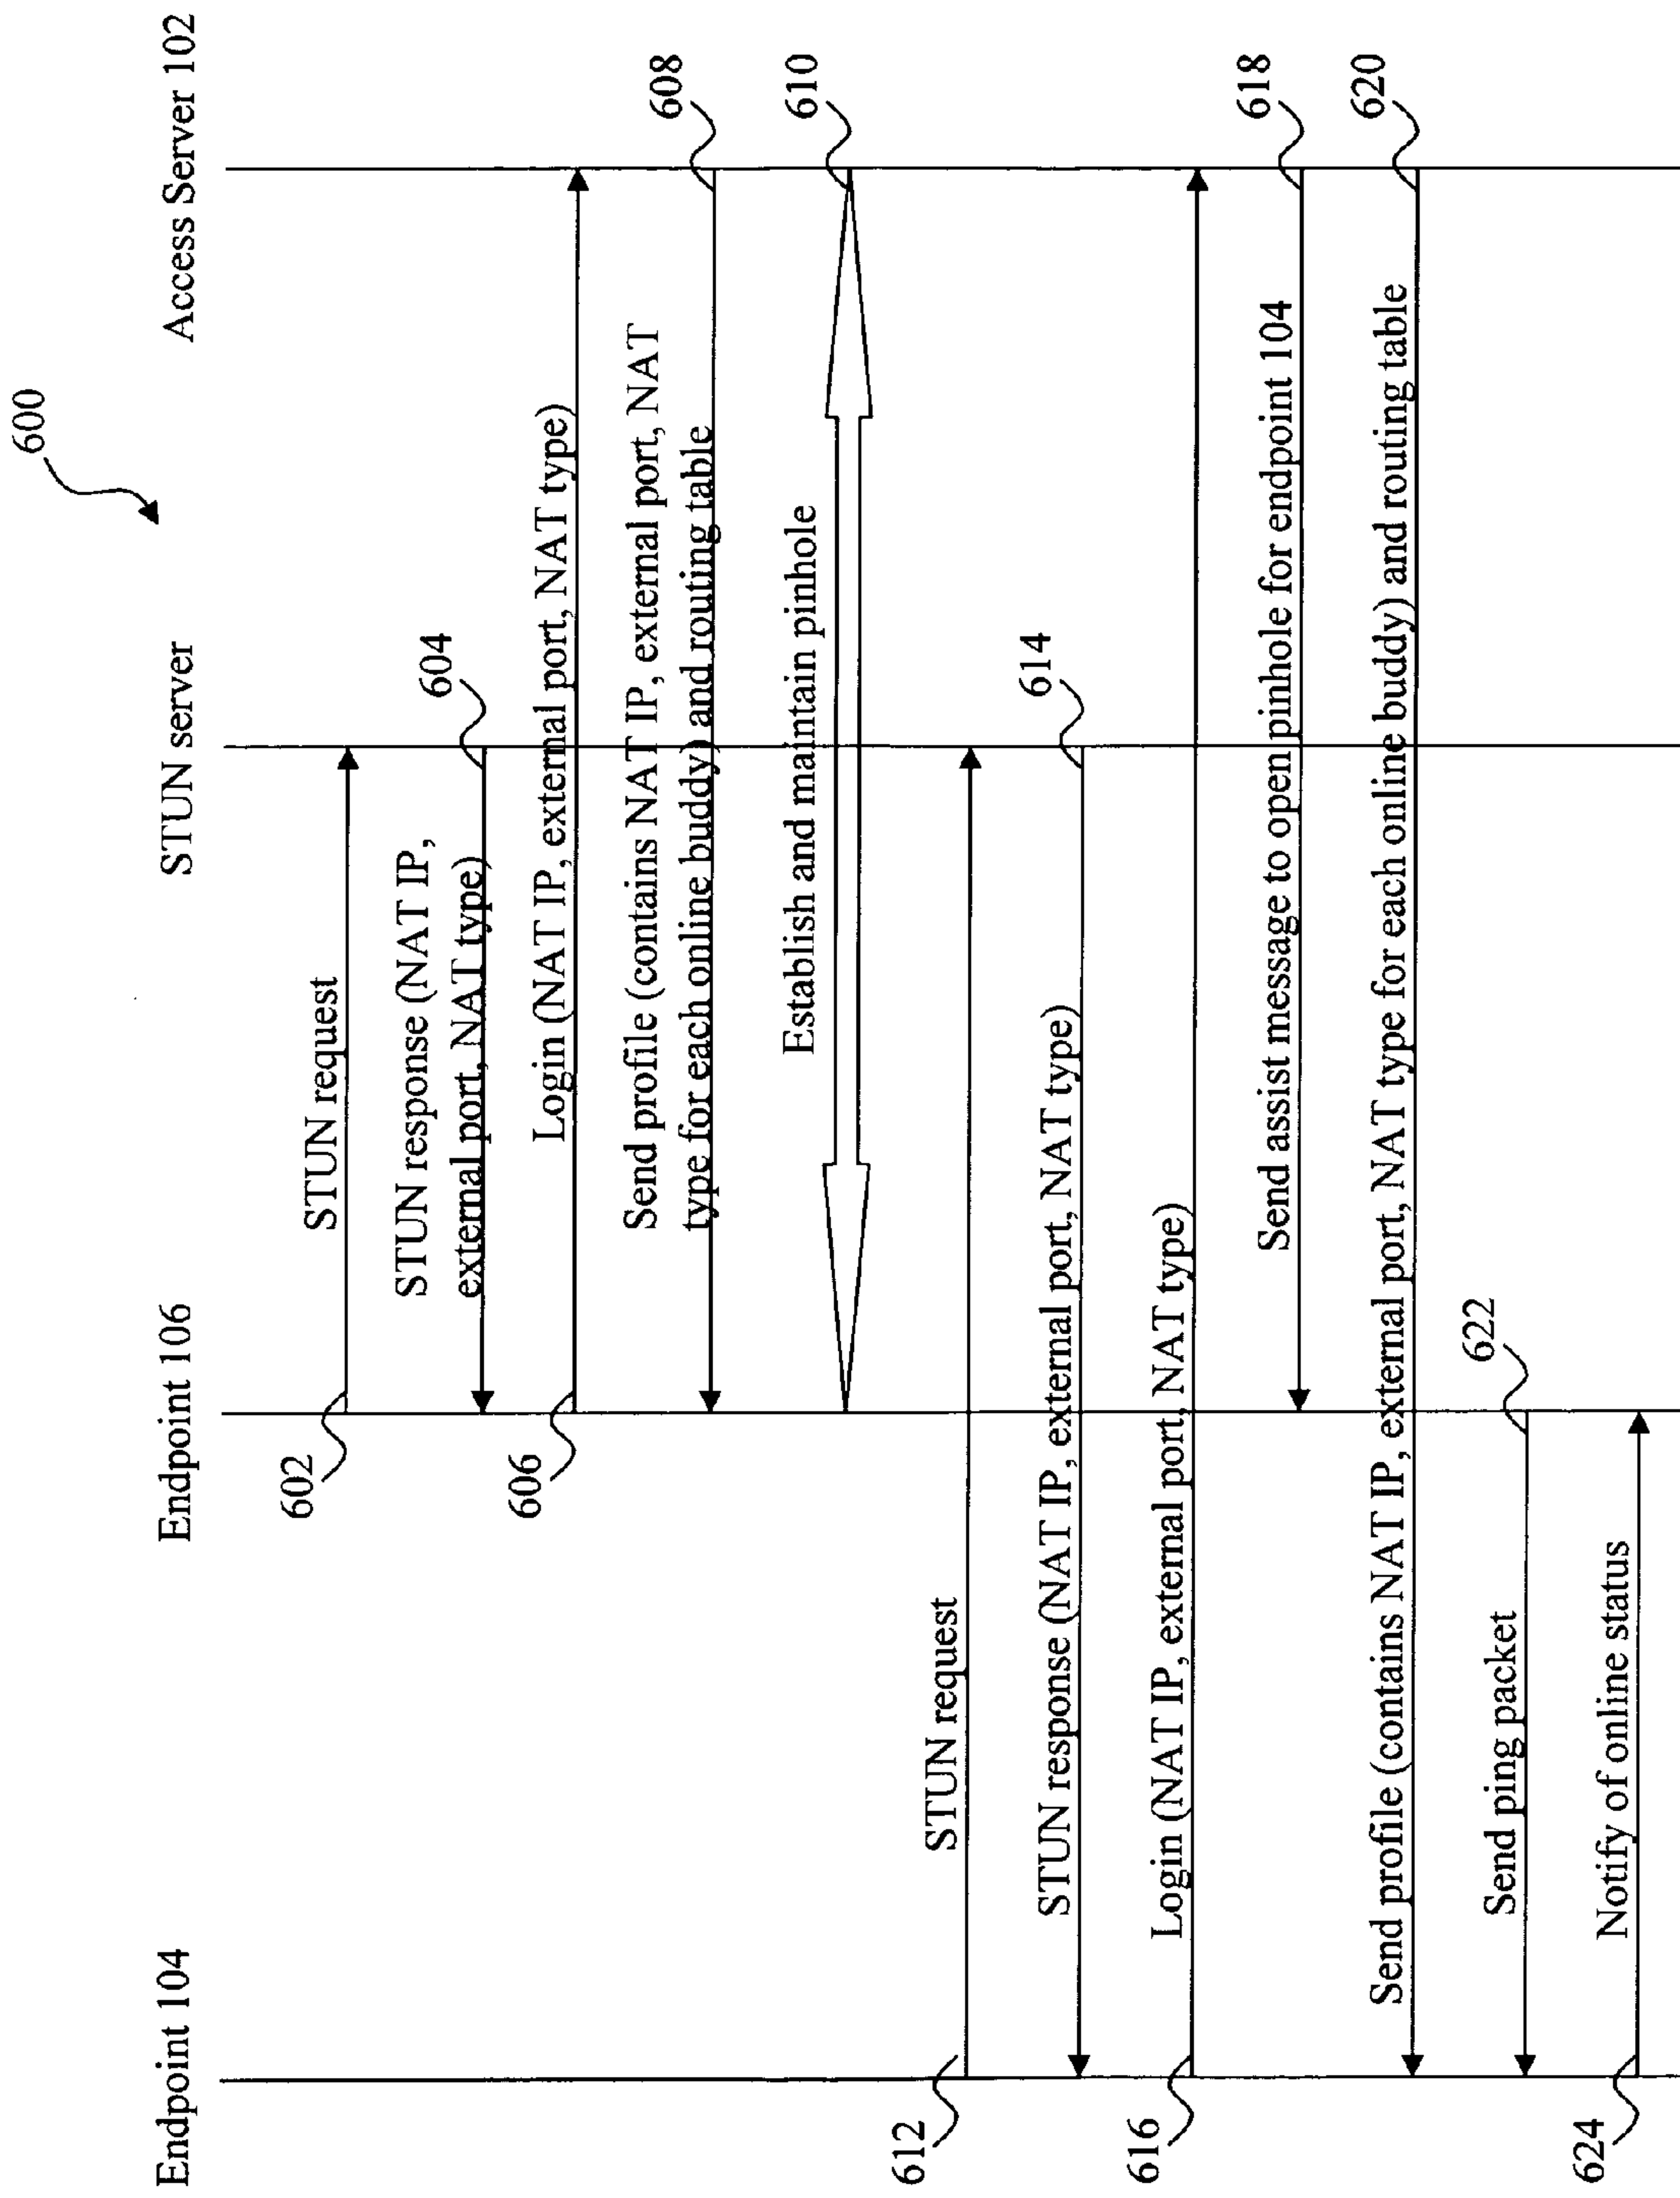 600
Endpoint 104
Endpoint 106
STUN server
Access Server 102
602
STUN request
STUN response (NAT IP,
external port, NAT type)
604
606
Login (NAT IP, external port, NAT type)
Send profile (contains NAT IP, external port, NAT
type for each online buddy) and routing table
608
Establish and maintain pinhole
610
612
STUN request
STUN response (NAT IP, external port, NAT type)
614
616
Login (NAT IP, external port, NAT type)
Send assist message to open pinhole for endpoint 104
618
Send profile (contains NAT IP, external port, NAT type for each online buddy) and routing table
620
Send ping packet
622
624
Notify of online status